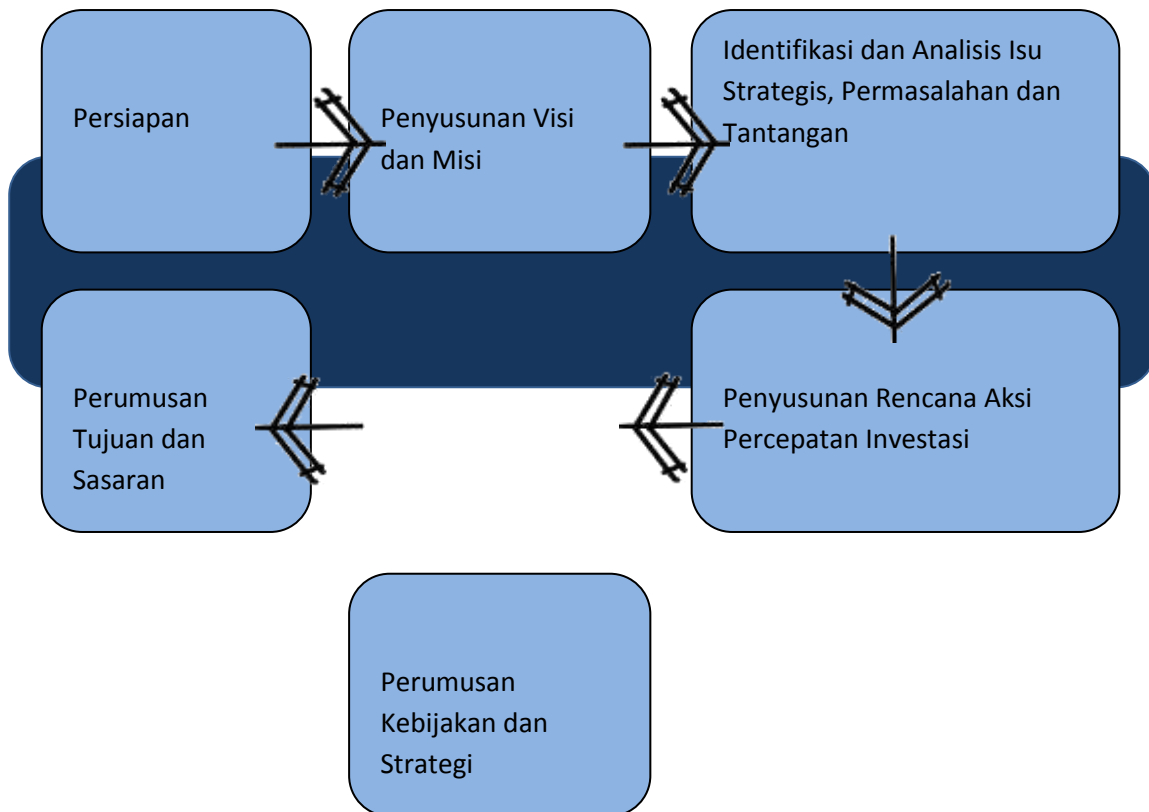 Persiapan
Penyusunan Visi
dan Misi
Identifikasi dan Analisis Isu
Strategis, Permasalahan dan
Tantangan
Perumusan
Tujuan dan
Sasaran
Penyusunan Rencana Aksi
Percepatan Investasi
Perumusan
Kebijakan dan
Strategi